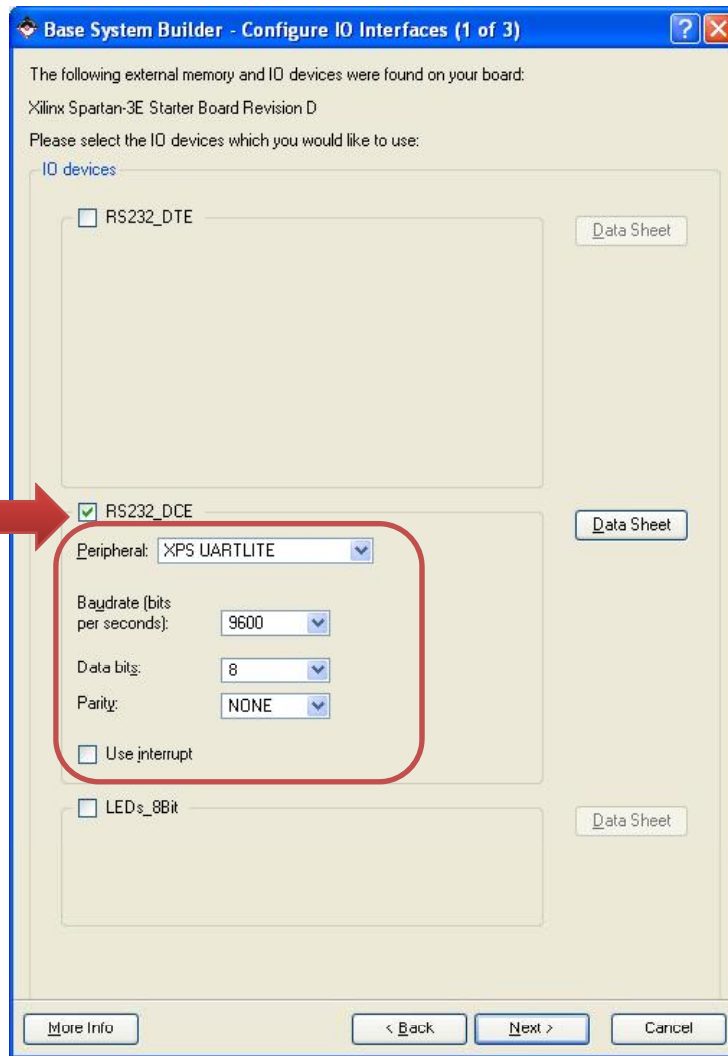 Base System Builder - Configure IO Interfaces (1 of 3)
The following external memory and IO devices were found on your board:
Xilinx Spartan-3E Starter Board Revision D
Please select the IO devices which you would like to use:
IO devices
RS232_DTE
Data Sheet
RS232_DCE
Data Sheet
Peripheral: XPS UARTLITE
Baudrate (bits
per seconds): 9600
Data bits: 8
Parity: NONE
Use interrupt
LEDs_8Bit
Data Sheet
More Info < Back Next > Cancel